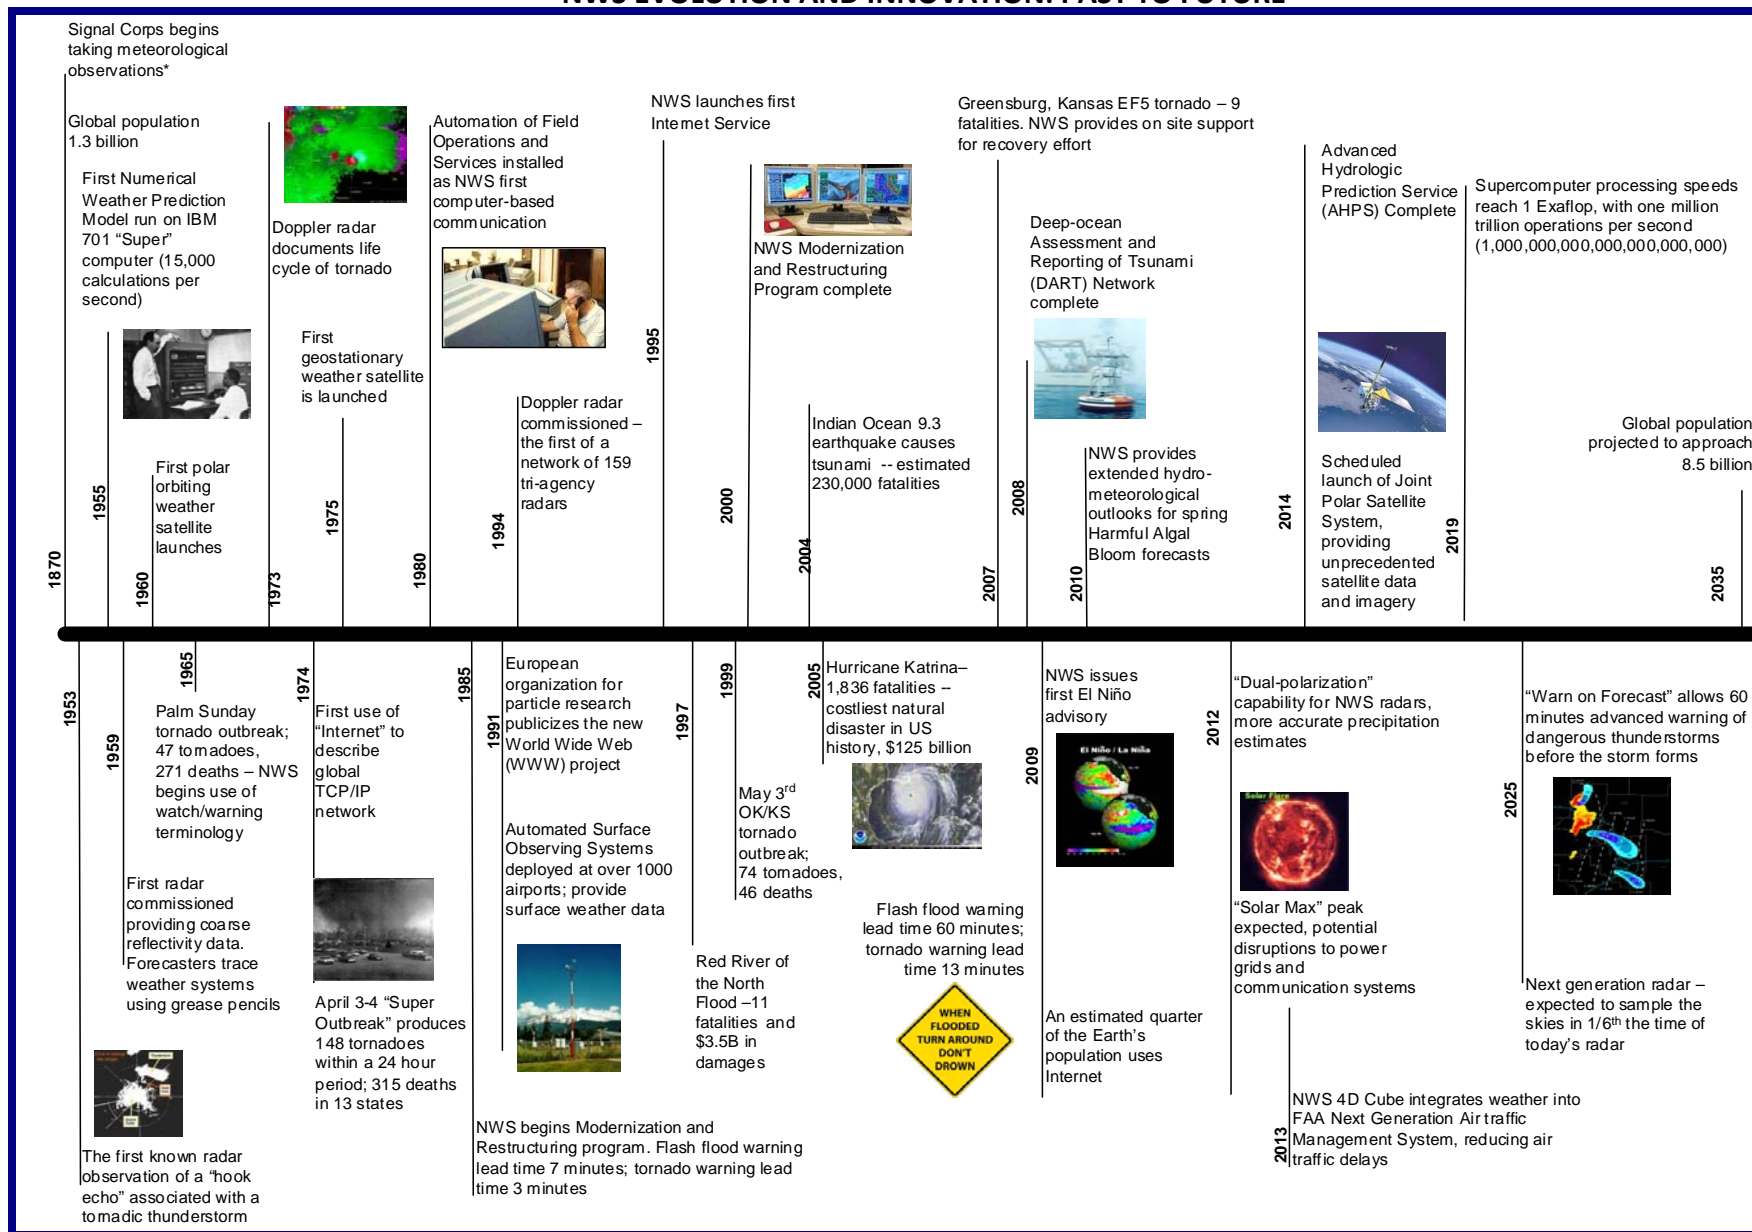 NWS EVOLUTION AND INNOVATION: PAST TO FUTURE
Signal Corps begins
taking meteorological
observations*
Global population
1.3 billion
First Numerical
Weather Prediction
Model run on IBM
701 “Super”
computer (15,000
calculations per
second)
First polar
orbiting
weather
satellite
launches
Doppler radar
documents life
cycle of tornado
First
geostationary
weather satellite
is launched
Automation of Field
Operations and
Services installed
as NWS first
computer-based
communication
Doppler radar
commissioned –
the first of a
network of 159
tri-agency
radars
NWS launches first
Internet Service
NWS Modernization
and Restructuring
Program complete
Indian Ocean 9.3
earthquake causes
tsunami -- estimated
230,000 fatalities
Greensburg, Kansas EF5 tornado – 9
fatalities. NWS provides on site support
for recovery effort
Deep-ocean
Assessment and
Reporting of Tsunami
(DART) Network
complete
NWS provides
extended hydro-
meteorological
outlooks for spring
Harmful Algal
Bloom forecasts
Advanced
Hydrologic
Prediction Service
(AHPS) Complete
Scheduled
launch of Joint
Polar Satellite
System,
providing
unprecedented
satellite data
and imagery
Supercomputer processing speeds
reach 1 Exaflop, with one million
trillion operations per second
(1,000,000,000,000,000,000,000)
Global population
projected to approach
8.5 billion
1870
1955
1960
1973
1975
1980
1994
1995
2000
2004
2007
2008
2010
2014
2019
2035
1953
1959
1965
1974
1985
1991
1997
1999
2005
2009
2012
2013
2025
The first known radar
observation of a “hook
echo” associated with a
tornadic thunderstorm
First radar
commissioned
providing coarse
reflectivity data.
Forecasters trace
weather systems
using grease pencils
Palm Sunday
tornado outbreak;
47 tornadoes,
271 deaths – NWS
begins use of
watch/warning
terminology
First use of
“Internet” to
describe
global
TCP/IP
network
April 3-4 “Super
Outbreak” produces
148 tornadoes
within a 24 hour
period; 315 deaths
in 13 states
NWS begins Modernization and
Restructuring program. Flash flood warning
lead time 7 minutes; tornado warning lead
time 3 minutes
European
organization for
particle research
publicizes the new
World Wide Web
(WWW) project
Automated Surface
Observing Systems
deployed at over 1000
airports; provide
surface weather data
Red River of
the North
Flood –11
fatalities and
$3.5B in
damages
May 3rd
OK/KS
tornado
outbreak;
74 tornadoes,
46 deaths
Hurricane Katrina–
1,836 fatalities --
costliest natural
disaster in US
history, $125 billion
Flash flood warning
lead time 60 minutes;
tornado warning lead
time 13 minutes
WHEN
FLOODED
TURN AROUND
DON'T
DROWN
NWS issues
first El Niño
advisory
El Niño / La Niña
An estimated quarter
of the Earth’s
population uses
Internet
“Dual-polarization”
capability for NWS radars,
more accurate precipitation
estimates
Solar Flare
“Solar Max” peak
expected, potential
disruptions to power
grids and
communication systems
NWS 4D Cube integrates weather into
FAA Next Generation Air traffic
Management System, reducing air
traffic delays
“Warn on Forecast” allows 60
minutes advanced warning of
dangerous thunderstorms
before the storm forms
Next generation radar –
expected to sample the
skies in 1/6th the time of
today’s radar